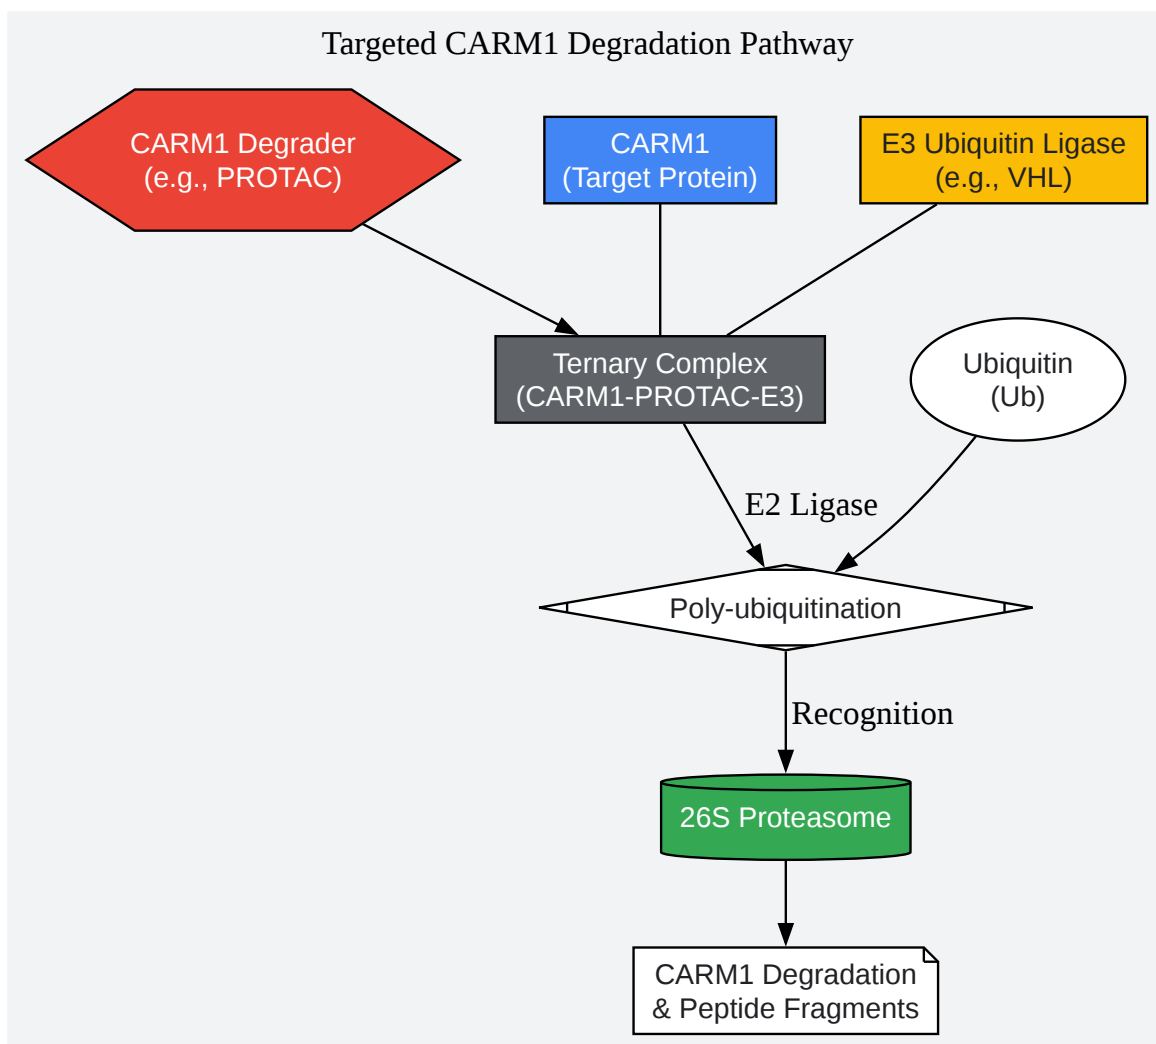 Targeted CARM1 Degradation Pathway
CARM1 Degrader
(e.g., PROTAC)
CARM1
(Target Protein)
E3 Ubiquitin Ligase
(e.g., VHL)
Ternary Complex
(CARM1-PROTAC-E3)
Ubiquitin
(Ub)
E2 Ligase
Poly-ubiquitination
Recognition
26S Proteasome
CARM1 Degradation
& Peptide Fragments